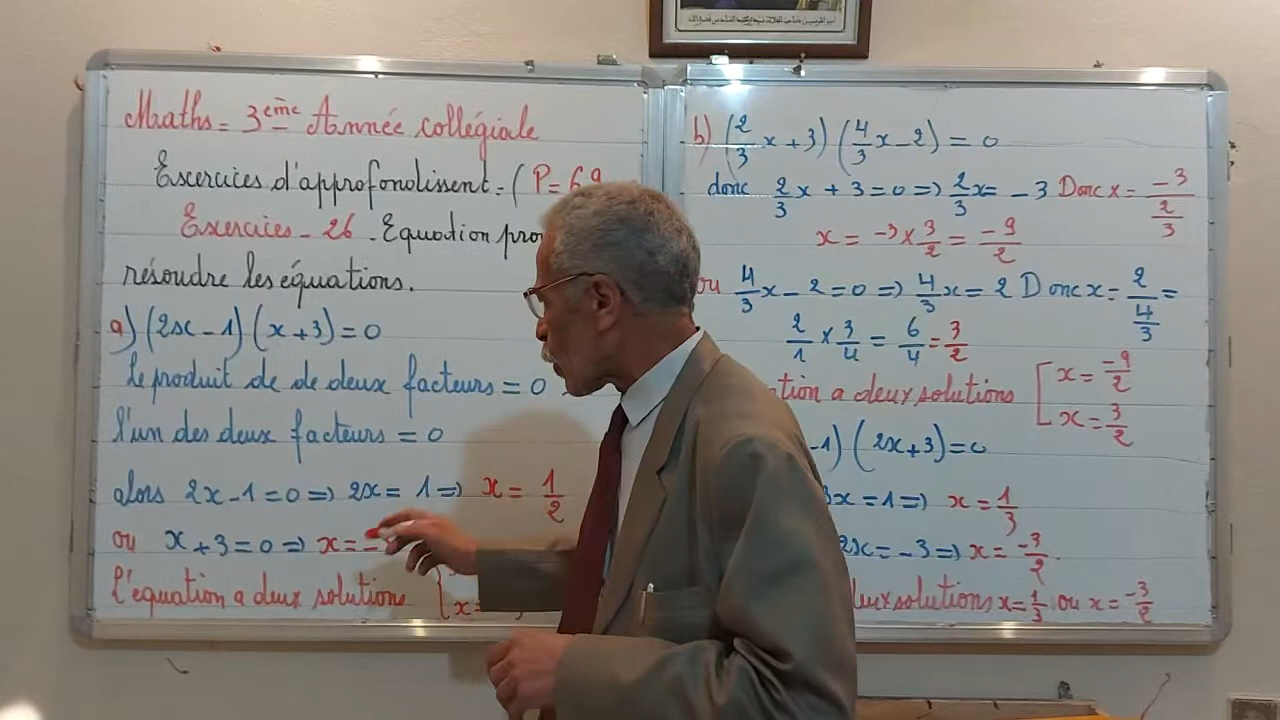 Maths = 3ème Année collégiale
Exercices d'approfondissent = ( P = 69
Exercices - 26 - Equation
résoudre les équations.
a) (2x - 1) (x + 3) = 0
le produit de de deux facteurs = 0
l'un des deux facteurs = 0
alors 2x - 1 = 0 => 2x = 1 => x = 1/2
ou x + 3 = 0 => x = -
l'équation a deux solutions { x =
b) (2/3 x + 3) (4/3 x - 2) = 0
donc 2/3 x + 3 = 0 => 2/3 x = - 3 Donc x = -3/(2/3)
x = -3 × 3/2 = -9/2
ou 4/3 x - 2 = 0 => 4/3 x = 2 Donc x = 2/(4/3) =
2/1 × 3/4 = 6/4 = 3/2
a deux solutions [ x = -9/2
x = 3/2
-1) (2x + 3) = 0
3x = 1 => x = 1/3
2x = - 3 => x = -3/2.
deux solutions x = 1/3 ou x = -3/2